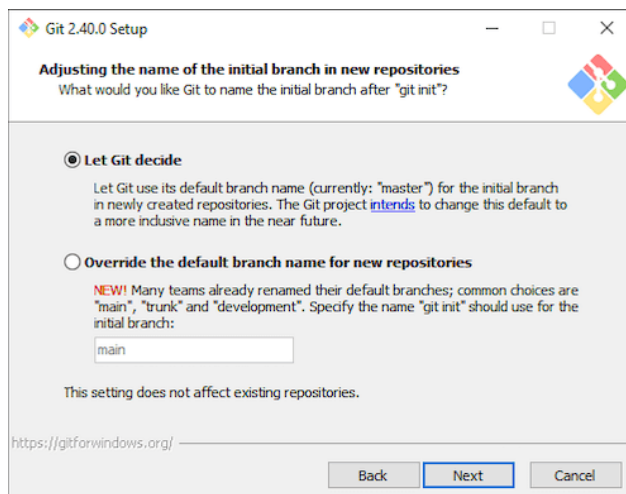 Git 2.40.0 Setup
Adjusting the name of the initial branch in new repositories
What would you like Git to name the initial branch after "git init"?
Let Git decide
Let Git use its default branch name (currently: "master") for the initial branch
in newly created repositories. The Git project intends to change this default to
a more inclusive name in the near future.
Override the default branch name for new repositories
NEW! Many teams already renamed their default branches; common choices are
"main", "trunk" and "development". Specify the name "git init" should use for the
initial branch:
main
This setting does not affect existing repositories.
https://gitforwindows.org/
Back Next Cancel